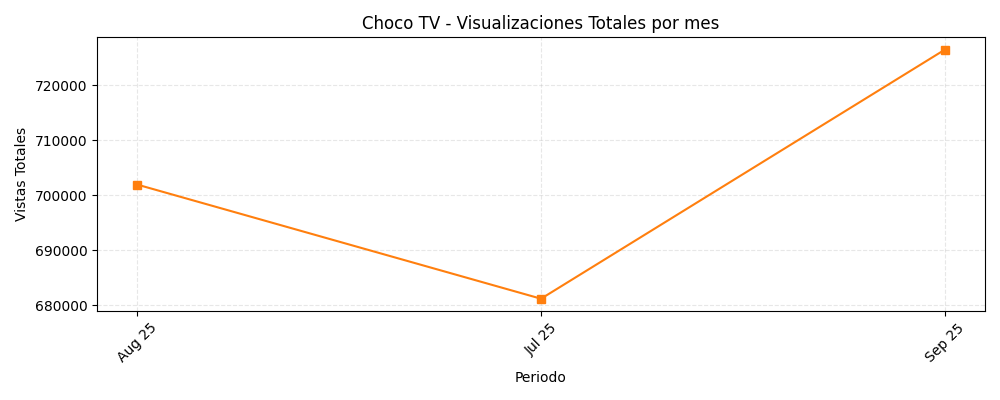 Choco TV - Visualizaciones Totales por mes
Vistas Totales
720000
710000
700000
690000
680000
Aug 25
Jul 25
Sep 25
Periodo